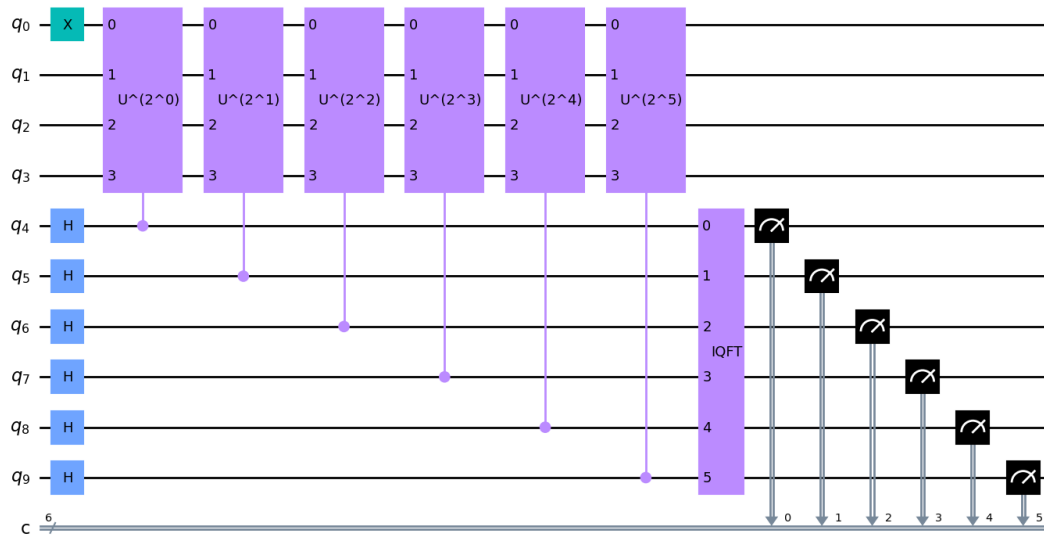 q₀ X 0 0 0 0 0 0
q₁ 1 1 1 1 1 1
U^(2^0) U^(2^1) U^(2^2) U^(2^3) U^(2^4) U^(2^5)
q₂ 2 2 2 2 2 2
q₃ 3 3 3 3 3 3
q₄ H 0
q₅ H 1
q₆ H 2
IQFT
q₇ H 3
q₈ H 4
q₉ H 5
6 0 1 2 3 4 5
c